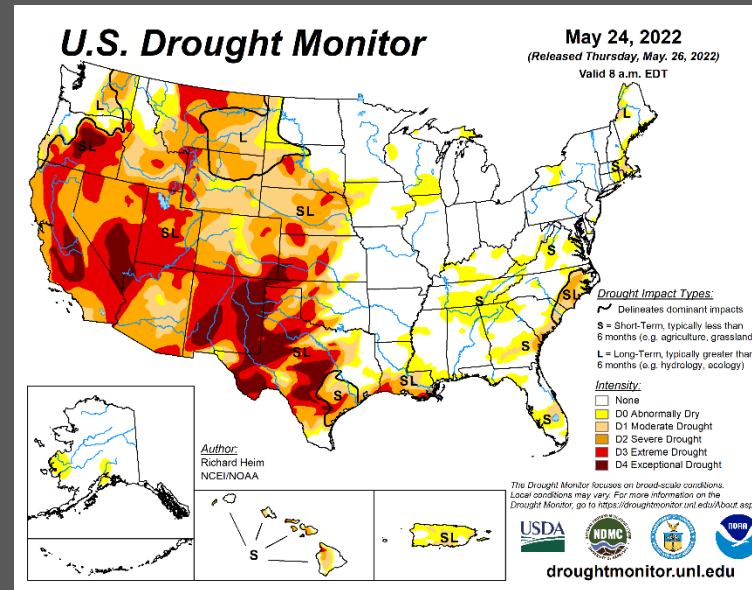 U.S. Drought Monitor
May 24, 2022
(Released Thursday, May. 26, 2022)
Valid 8 a.m. EDT
L
L
L
SL
S
SL
S
SL
S
SL
Drought Impact Types:
Delineates dominant impacts
S = Short-Term, typically less than
6 months (e.g. agriculture, grassland
L = Long-Term, typically greater than
6 months (e.g. hydrology, ecology)
SL
S
S
SL
S
Intensity:
None
D0 Abnormally Dry
D1 Moderate Drought
D2 Severe Drought
D3 Extreme Drought
D4 Exceptional Drought
Author:
Richard Heim
NCEI/NOAA
S
SL
The Drought Monitor focuses on broad-scale conditions.
Local conditions may vary. For more information on the
Drought Monitor, go to https://droughtmonitor.unl.edu/About.asp
USDA
NDMC
NOAA
droughtmonitor.unl.edu